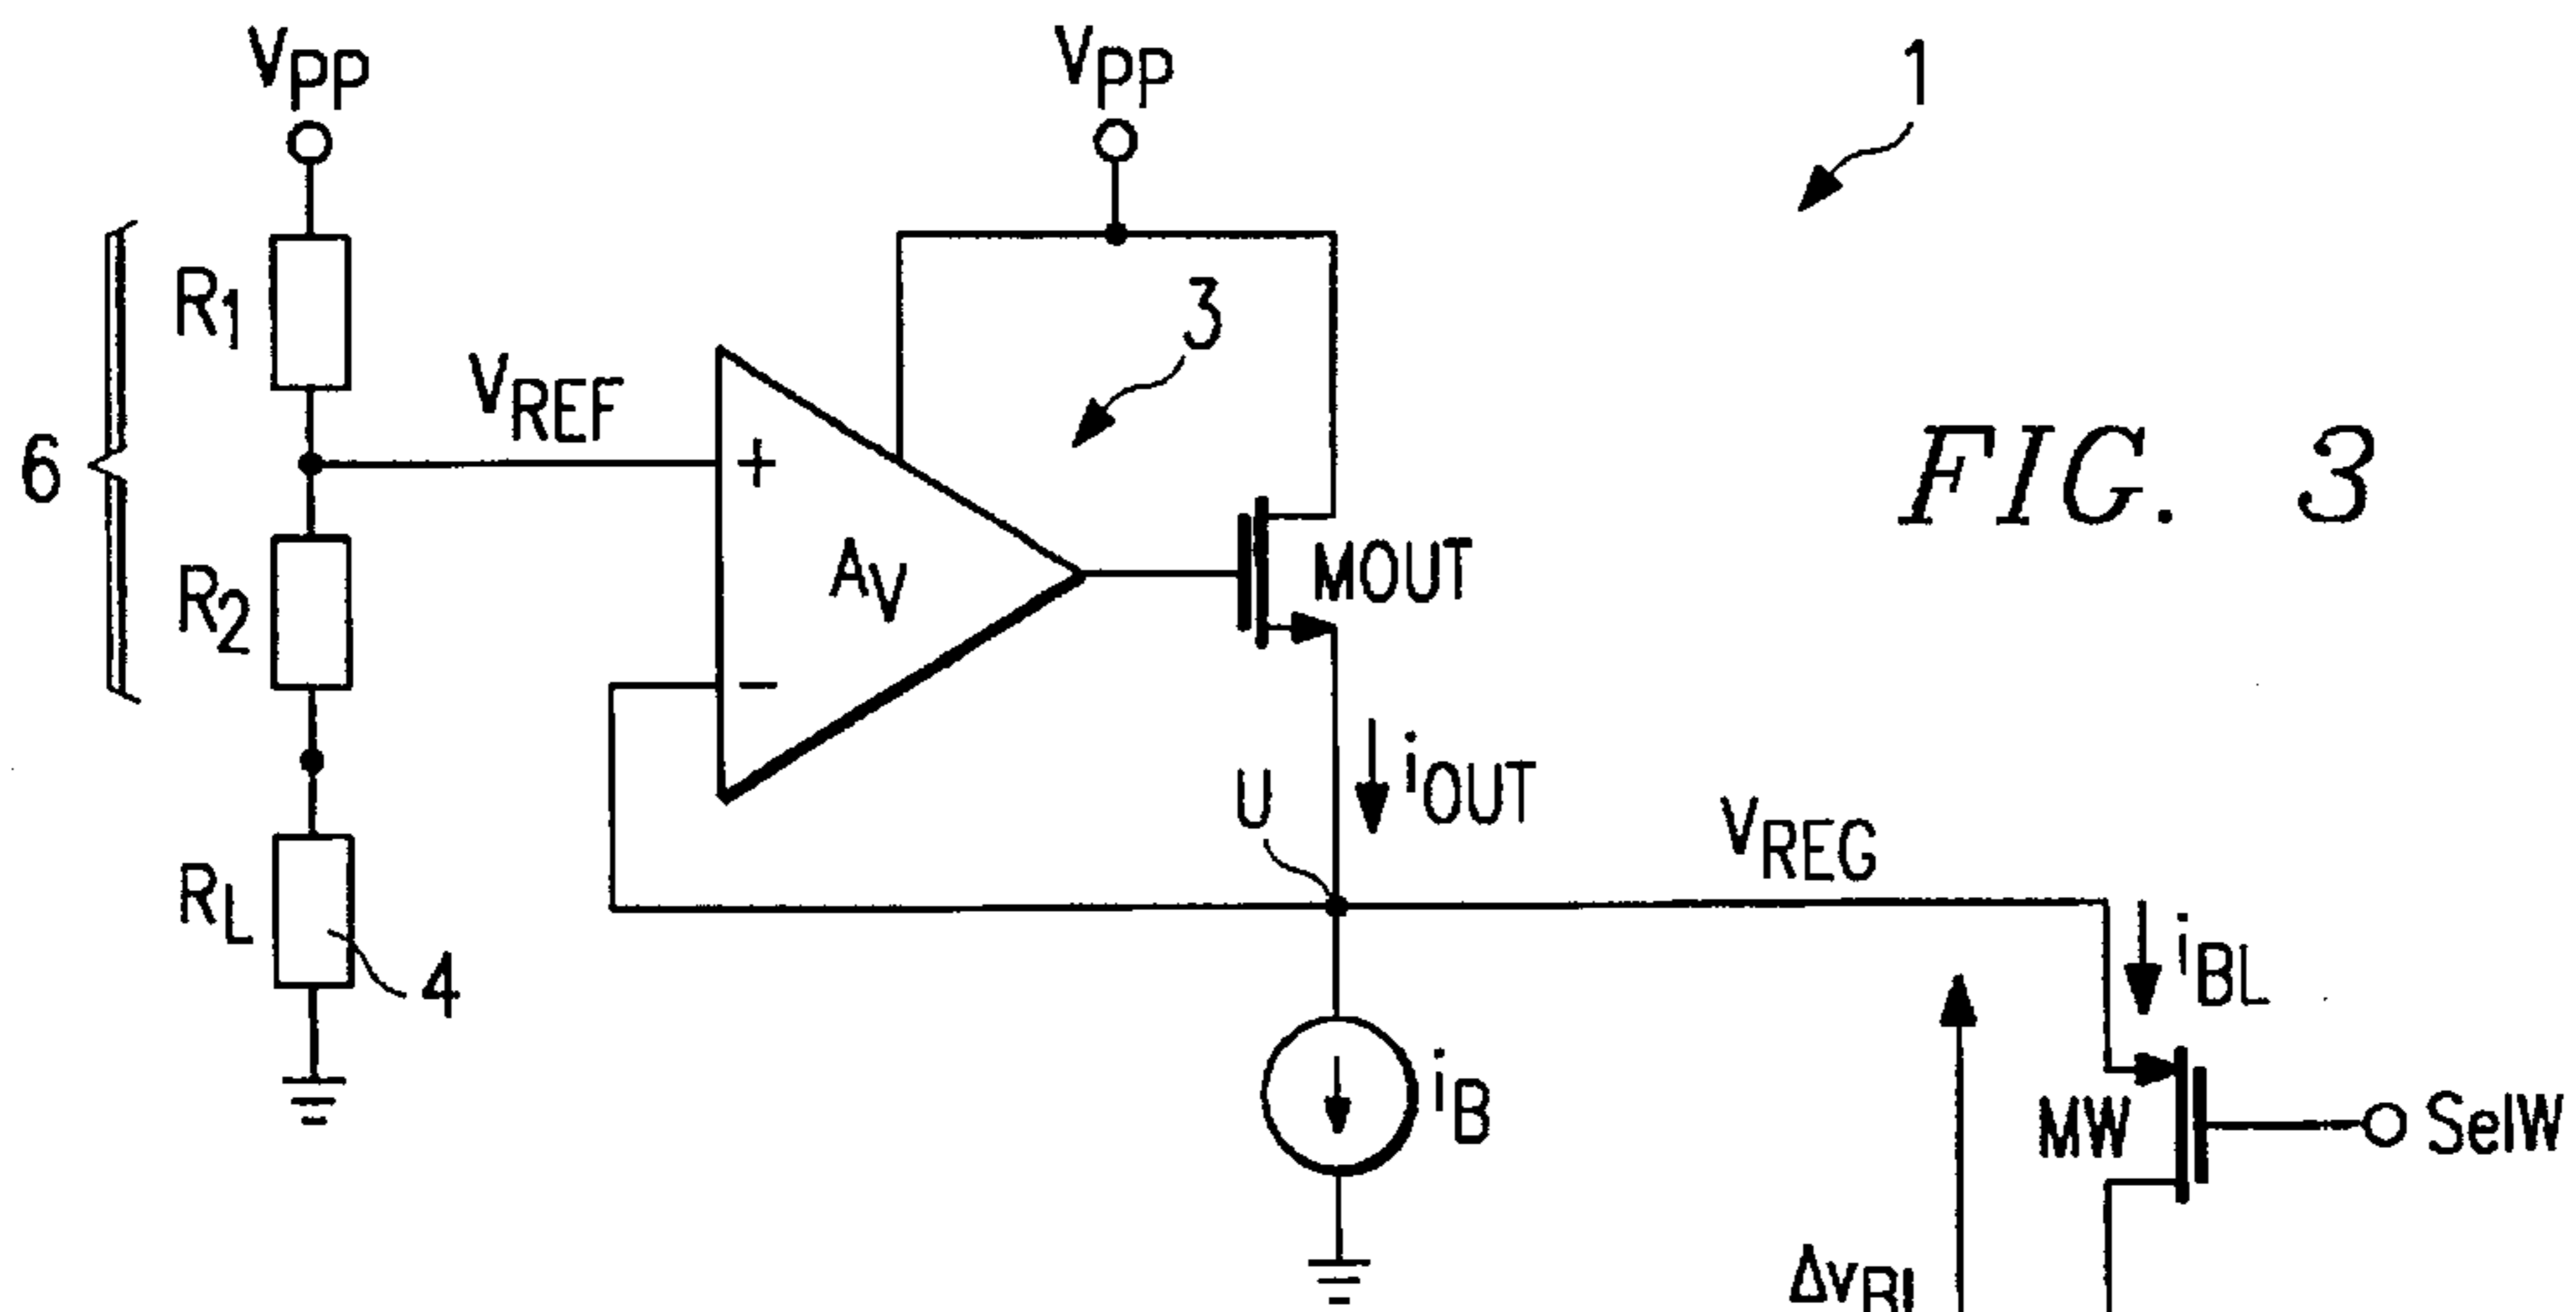 VPP
VPP
1
R1
3
VREF
6
+
FIG. 3
AV
MOUT
R2
−
iOUT
U
VREG
RL
4
iBL
iB
MW
SelW
ΔvBL